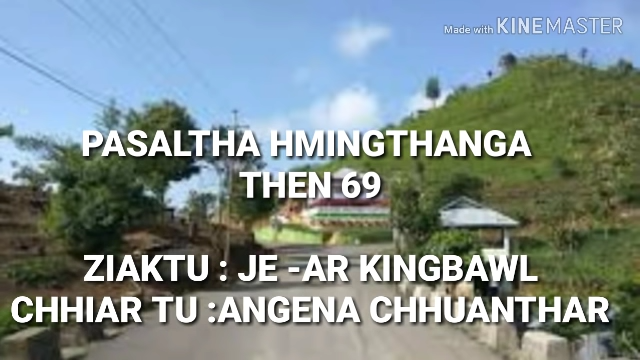 Made with KINEMASTER
PASALTHA HMINGTHANGA
THEN 69
ZIAKTU : JE -AR KINGBAWL
CHHIAR TU :ANGENA CHHUANTHAR